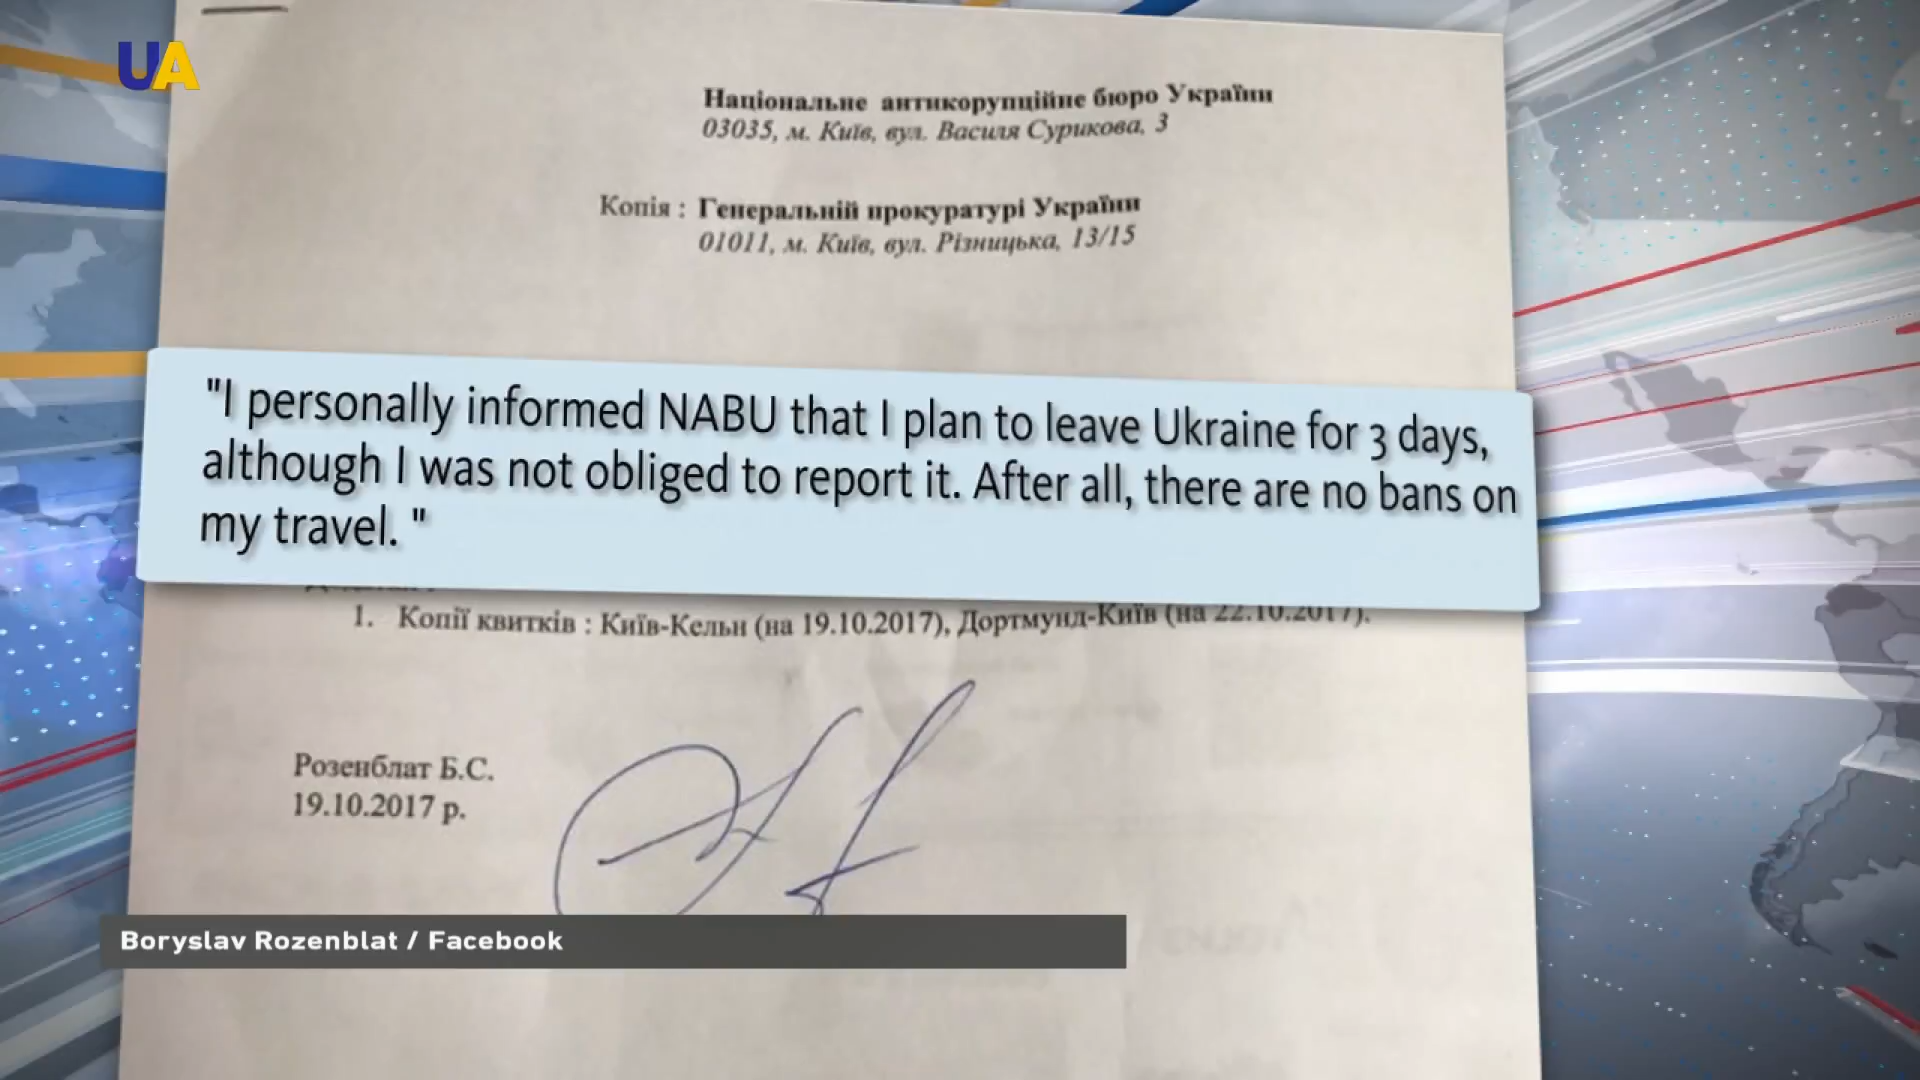 UA
Національне антикорупційне бюро України
03035, м. Київ, вул. Василя Сурикова, 3
Копія : Генеральній прокуратурі України
01011, м. Київ, вул. Різницька, 13/15
"I personally informed NABU that I plan to leave Ukraine for 3 days,
although I was not obliged to report it. After all, there are no bans on
my travel. "
1. Копії квитків : Київ-Кельн (на 19.10.2017), Дортмунд-Київ (на 22.10.2017).
Розенблат Б.С.
19.10.2017 р.
Boryslav Rozenblat / Facebook